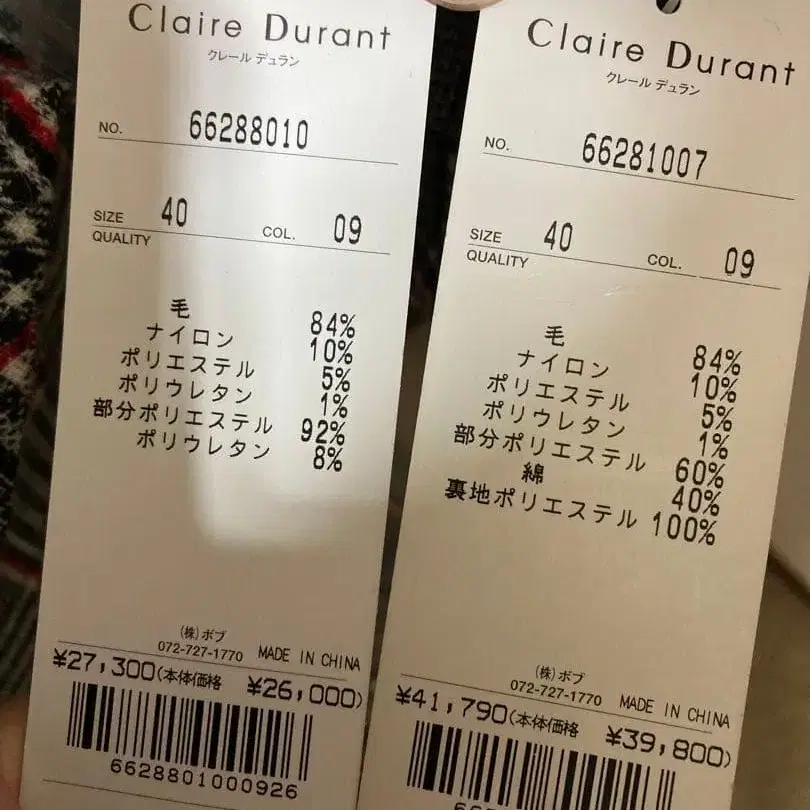 Claire Durant
クレール デュラン
NO. 66288010
SIZE 40 COL. 09
QUALITY
毛 84%
ナイロン 10%
ポリエステル 5%
ポリウレタン 1%
部分ポリエステル 92%
ポリウレタン 8%
(株)ボブ
072-727-1770 MADE IN CHINA
¥27,300(本体価格 ¥26,000)
6628801000926
Claire Durant
クレール デュラン
NO. 66281007
SIZE 40 COL. 09
QUALITY
毛 84%
ナイロン 10%
ポリエステル 5%
ポリウレタン 1%
部分ポリエステル 60%
綿 40%
裏地ポリエステル 100%
(株)ボブ
072-727-1770 MADE IN CHINA
¥41,790(本体価格 ¥39,800)